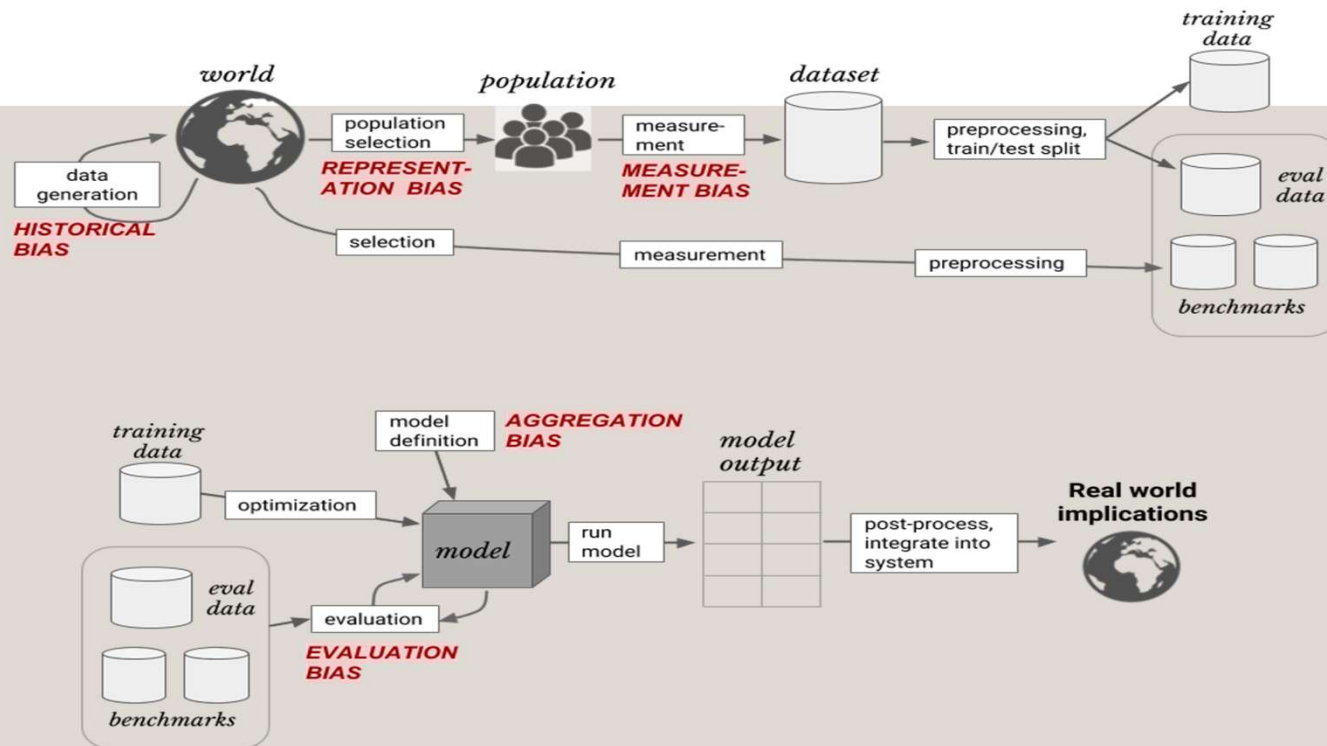 training
data
world
population
dataset
population
selection
measure-
ment
preprocessing,
train/test split
data
generation
REPRESENT-
ATION BIAS
MEASURE-
MENT BIAS
eval
data
HISTORICAL
BIAS
selection
measurement
preprocessing
benchmarks
training
data
model
definition
AGGREGATION
BIAS
model
output
optimization
model
run
model
post-process,
integrate into
system
Real world
implications
eval
data
evaluation
EVALUATION
BIAS
benchmarks